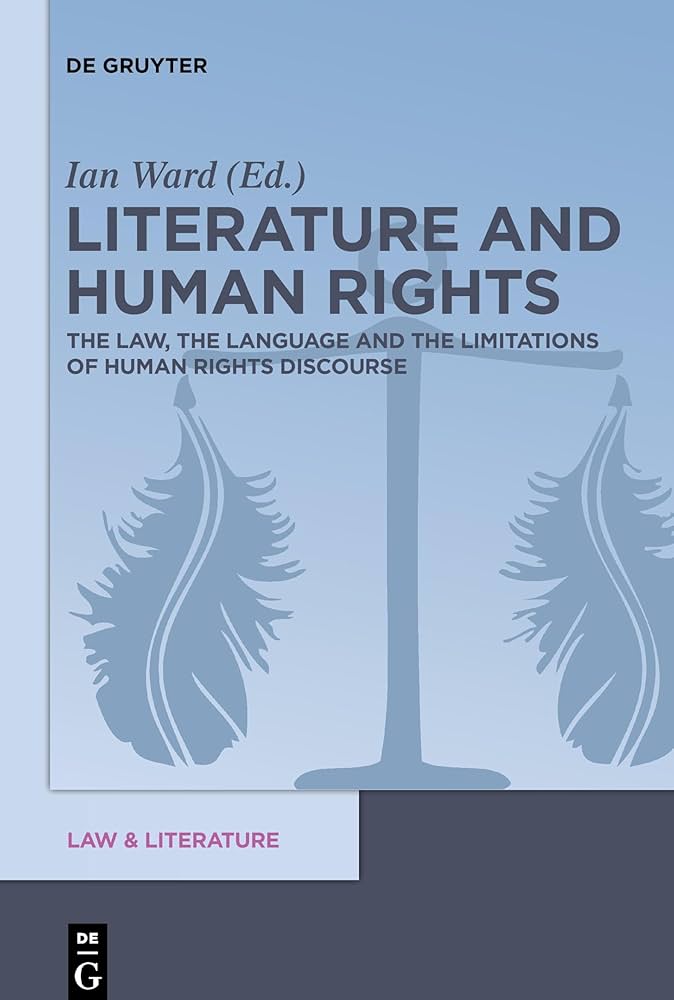 DE GRUYTER
Ian Ward (Ed.)
LITERATURE AND
HUMAN RIGHTS
THE LAW, THE LANGUAGE AND THE LIMITATIONS
OF HUMAN RIGHTS DISCOURSE
LAW & LITERATURE
DE
G